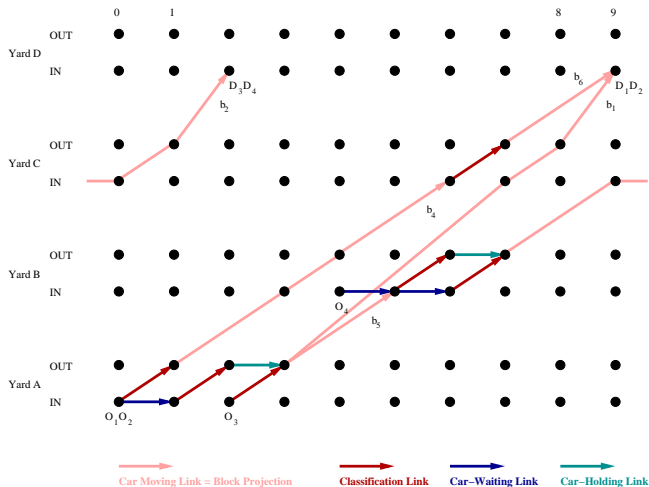 0 1 8 9
OUT
Yard D
IN
D3D4
D1D2
b6
b2
b1
OUT
Yard C
IN
b4
OUT
Yard B
IN
O4
b5
OUT
Yard A
IN
O1O2
O3
Car Moving Link = Block Projection
Classification Link
Car-Waiting Link
Car-Holding Link